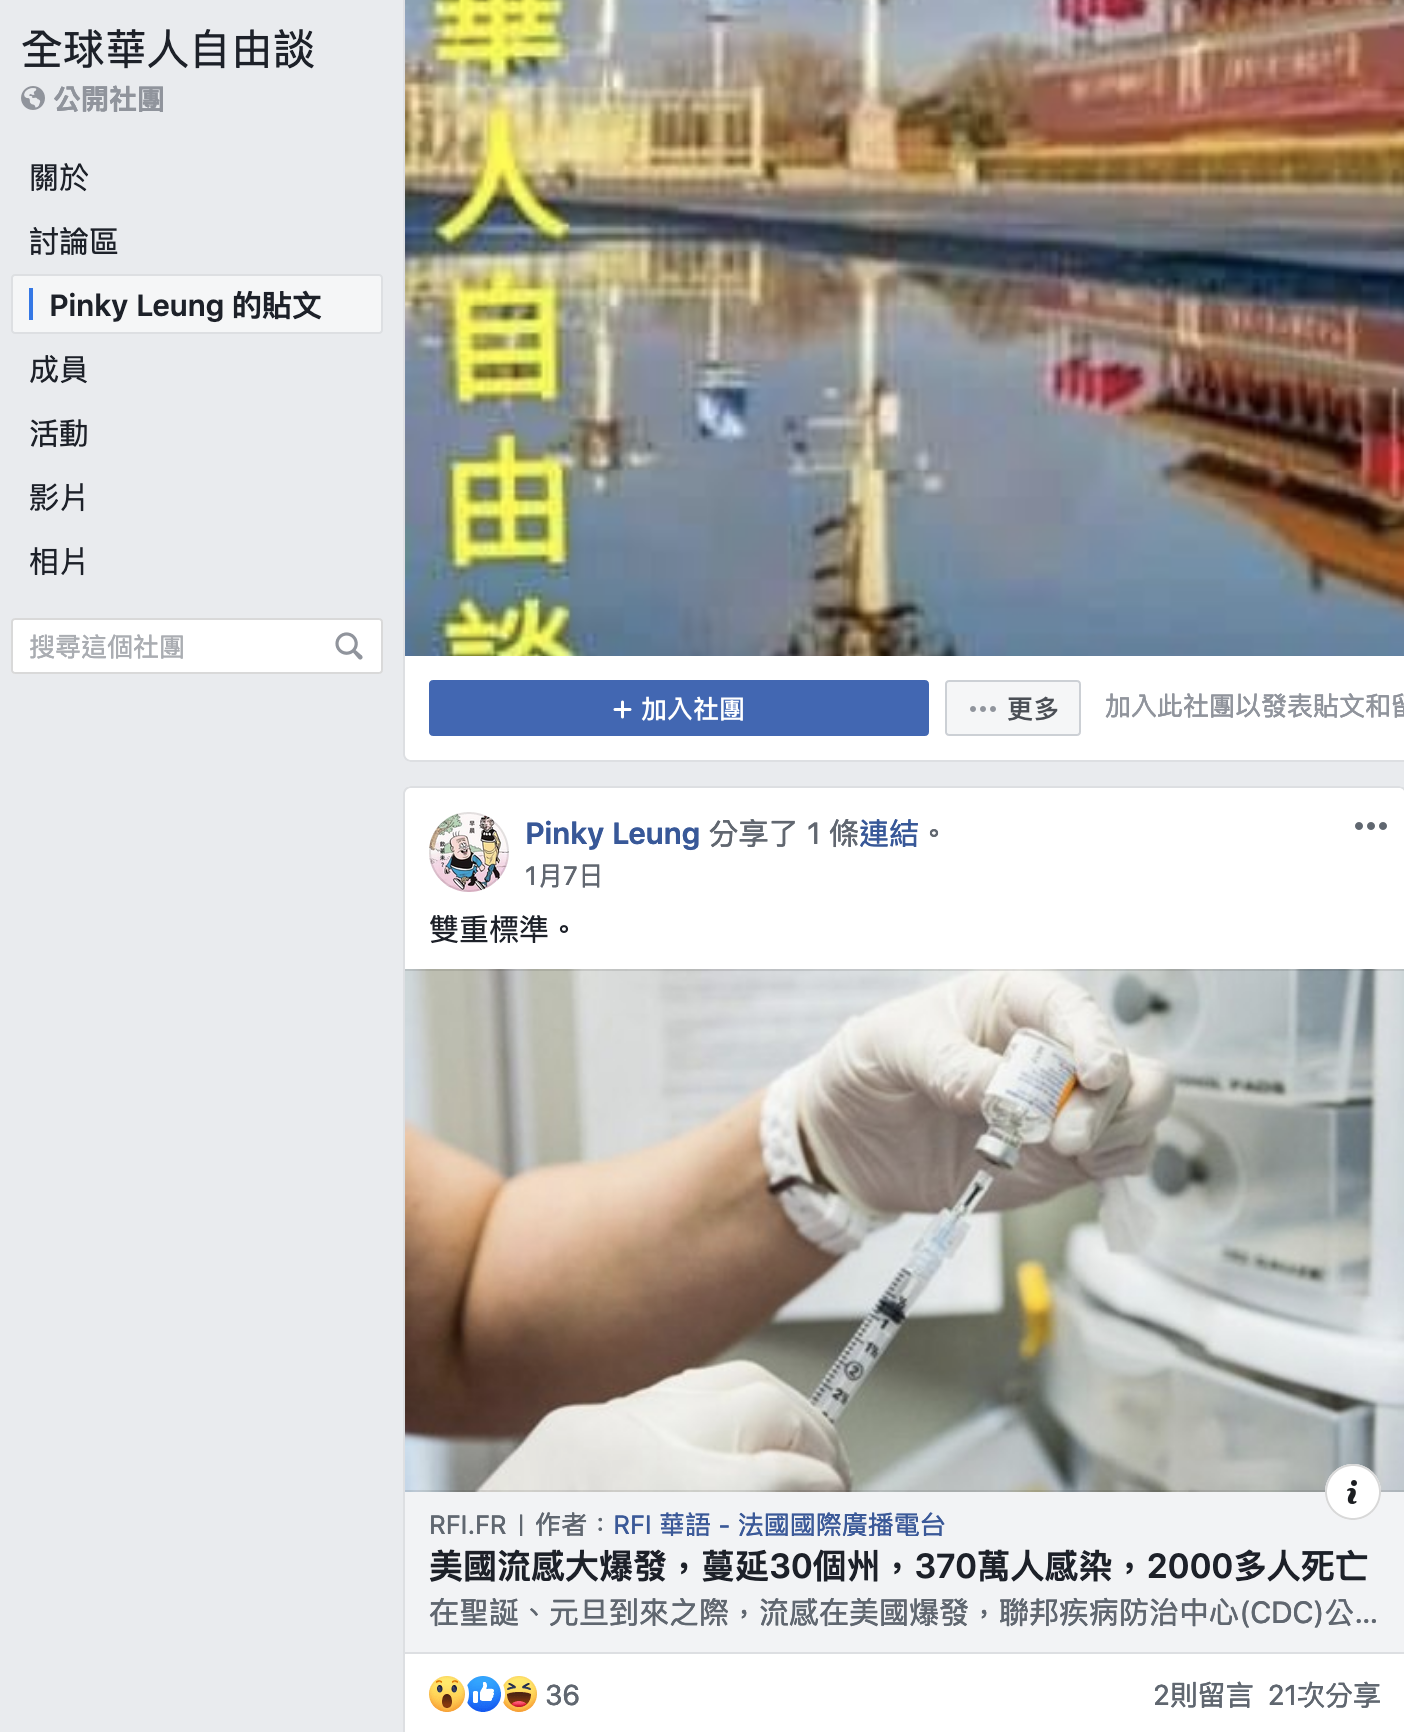 全球華人自由談
公開社團
關於
討論區
Pinky Leung 的貼文
成員
活動
影片
相片
搜尋這個社團
華人自由談
+ 加入社團
··· 更多
加入此社團以發表貼文和留
Pinky Leung 分享了 1 條連結。
1月7日
雙重標準。
RFI.FR | 作者：RFI 華語 - 法國國際廣播電台
美國流感大爆發，蔓延30個州，370萬人感染，2000多人死亡
在聖誕、元旦到來之際，流感在美國爆發，聯邦疾病防治中心(CDC)公...
36
2則留言 21次分享